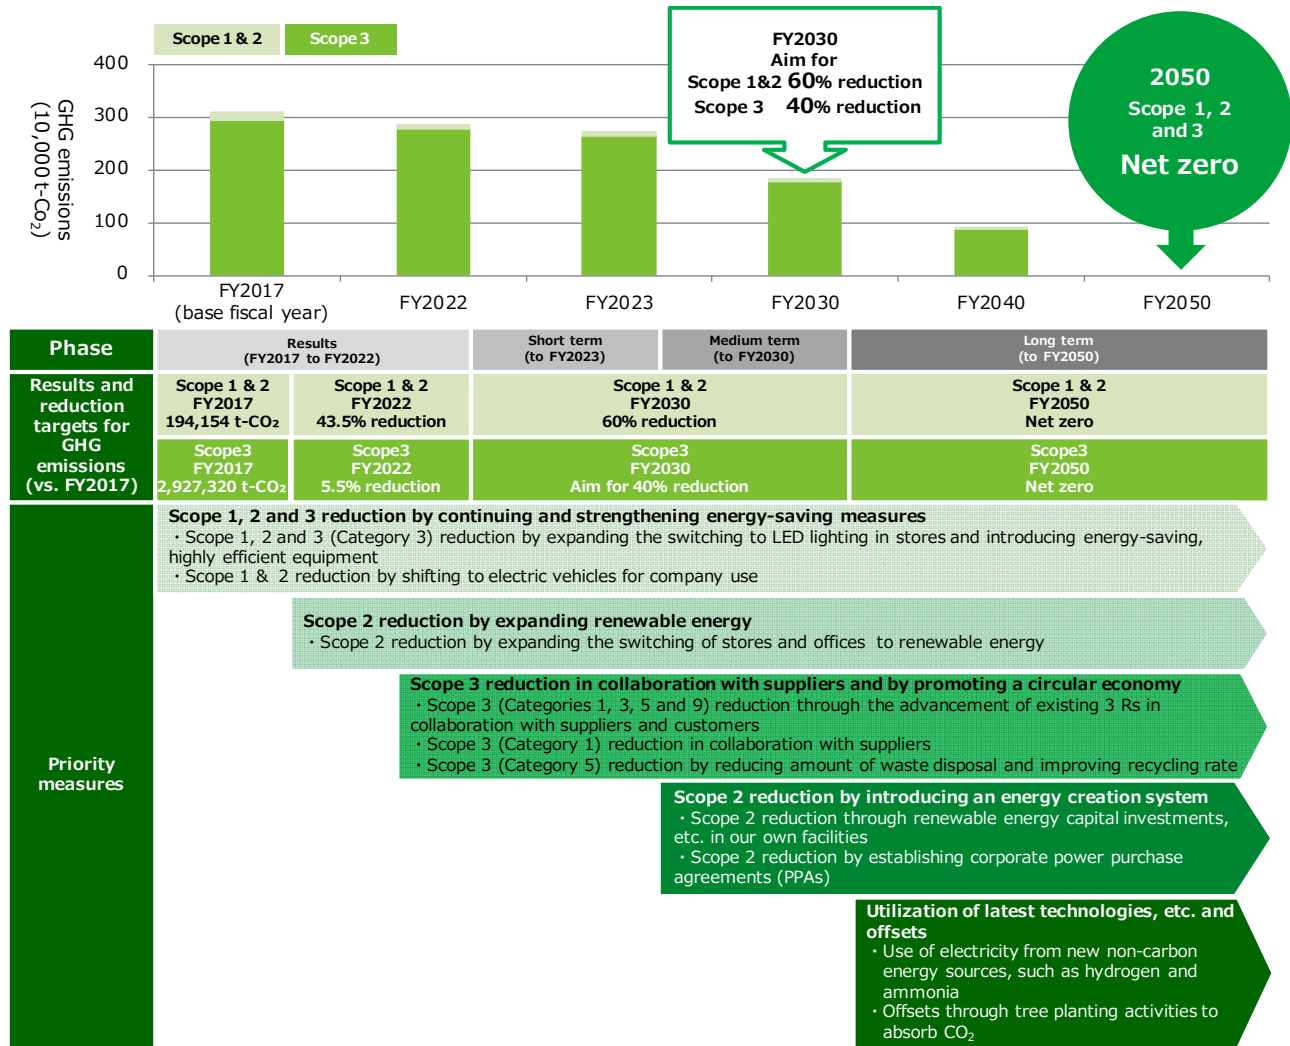 Scope 1 & 2
Scope 3
GHG emissions
(10,000 t-Co₂)
400
300
200
100
0
FY2030
Aim for
Scope 1&2 60% reduction
Scope 3 40% reduction
2050
Scope 1, 2
and 3
Net zero
FY2017
(base fiscal year)
FY2022
FY2023
FY2030
FY2040
FY2050
Phase
Results
(FY2017 to FY2022)
Short term
(to FY2023)
Medium term
(to FY2030)
Long term
(to FY2050)
Results and
reduction
targets for
GHG
emissions
(vs. FY2017)
Scope 1 & 2
FY2017
194,154 t-CO₂
Scope 1 & 2
FY2022
43.5% reduction
Scope 1 & 2
FY2030
60% reduction
Scope 1 & 2
FY2050
Net zero
Scope3
FY2017
2,927,320 t-CO₂
Scope3
FY2022
5.5% reduction
Scope3
FY2030
Aim for 40% reduction
Scope3
FY2050
Net zero
Priority
measures
Scope 1, 2 and 3 reduction by continuing and strengthening energy-saving measures
・Scope 1, 2 and 3 (Category 3) reduction by expanding the switching to LED lighting in stores and introducing energy-saving,
highly efficient equipment
・Scope 1 & 2 reduction by shifting to electric vehicles for company use
Scope 2 reduction by expanding renewable energy
・Scope 2 reduction by expanding the switching of stores and offices to renewable energy
Scope 3 reduction in collaboration with suppliers and by promoting a circular economy
・Scope 3 (Categories 1, 3, 5 and 9) reduction through the advancement of existing 3 Rs in
collaboration with suppliers and customers
・Scope 3 (Category 1) reduction in collaboration with suppliers
・Scope 3 (Category 5) reduction by reducing amount of waste disposal and improving recycling rate
Scope 2 reduction by introducing an energy creation system
・Scope 2 reduction through renewable energy capital investments,
etc. in our own facilities
・Scope 2 reduction by establishing corporate power purchase
agreements (PPAs)
Utilization of latest technologies, etc. and
offsets
・Use of electricity from new non-carbon
energy sources, such as hydrogen and
ammonia
・Offsets through tree planting activities to
absorb CO₂